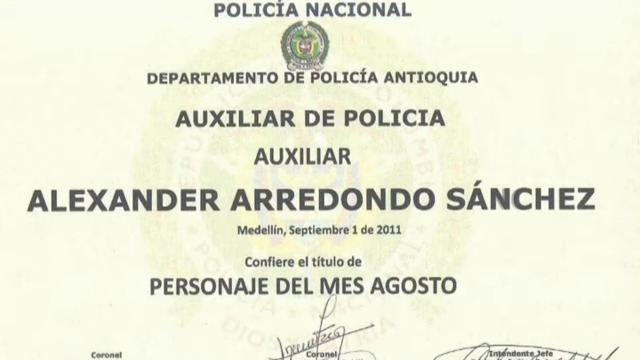 POLICÍA NACIONAL
DEPARTAMENTO DE POLICÍA ANTIOQUIA
AUXILIAR DE POLICIA
AUXILIAR
ALEXANDER ARREDONDO SÁNCHEZ
Medellín, Septiembre 1 de 2011
Confiere el título de
PERSONAJE DEL MES AGOSTO
Coronel Coronel Intendente Jefe